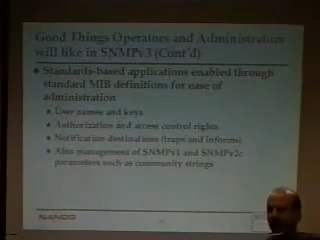 Good Things Operators and Administrators
will like in SNMPv3 (Cont'd)
Standards-based applications enabled through
standard MIB definitions for ease of
administration
User names and keys
Authorization and access control rights
Notification destinations (traps and informs)
Also management of SNMPv1 and SNMPv2c
parameters such as community strings
NANOG